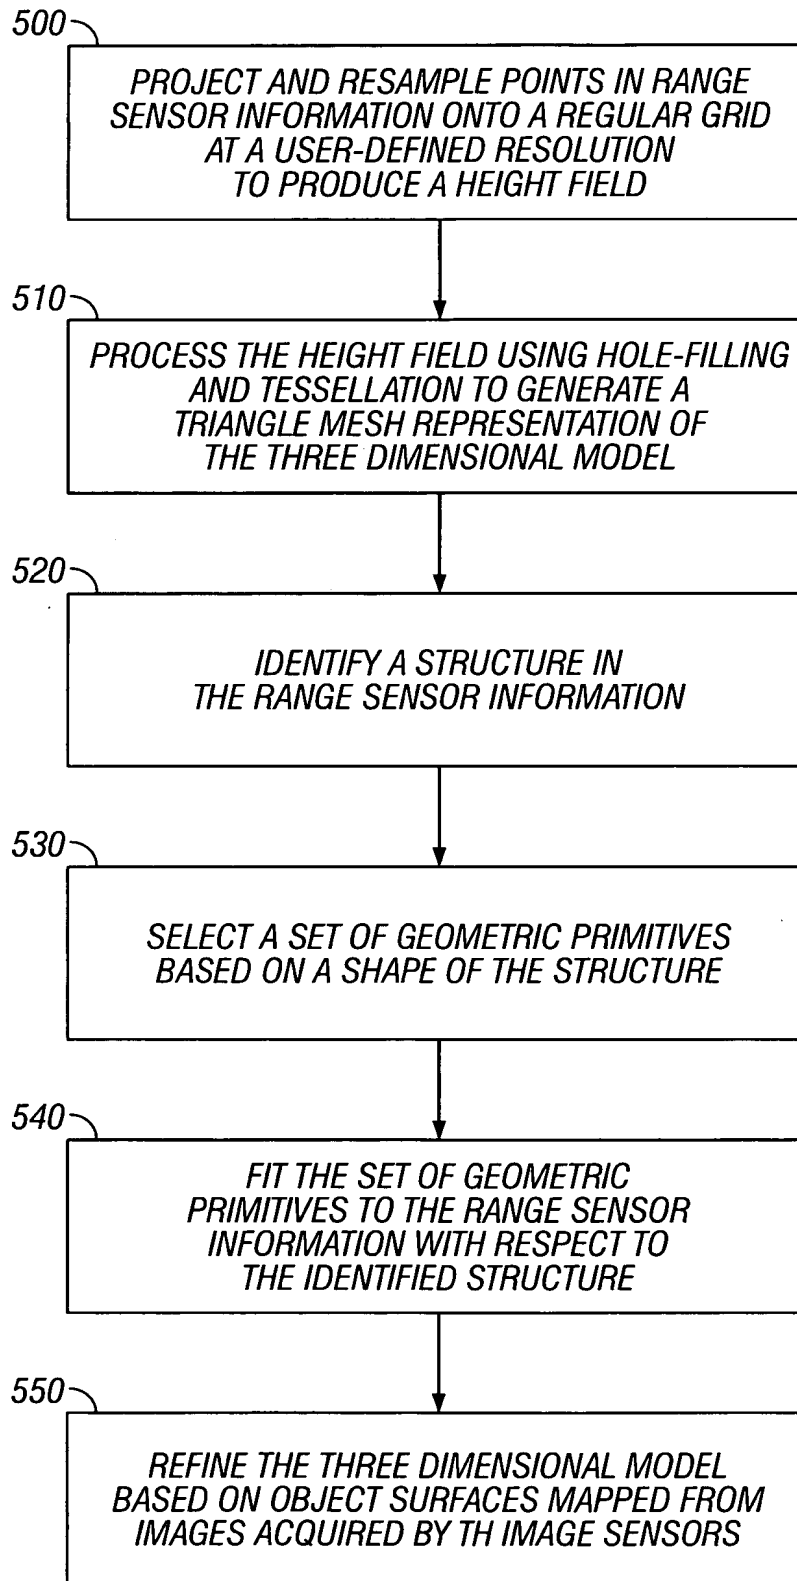 500
PROJECT AND RESAMPLE POINTS IN RANGE
SENSOR INFORMATION ONTO A REGULAR GRID
AT A USER-DEFINED RESOLUTION
TO PRODUCE A HEIGHT FIELD
510
PROCESS THE HEIGHT FIELD USING HOLE-FILLING
AND TESSELLATION TO GENERATE A
TRIANGLE MESH REPRESENTATION OF
THE THREE DIMENSIONAL MODEL
520
IDENTIFY A STRUCTURE IN
THE RANGE SENSOR INFORMATION
530
SELECT A SET OF GEOMETRIC PRIMITIVES
BASED ON A SHAPE OF THE STRUCTURE
540
FIT THE SET OF GEOMETRIC
PRIMITIVES TO THE RANGE SENSOR
INFORMATION WITH RESPECT TO
THE IDENTIFIED STRUCTURE
550
REFINE THE THREE DIMENSIONAL MODEL
BASED ON OBJECT SURFACES MAPPED FROM
IMAGES ACQUIRED BY TH IMAGE SENSORS